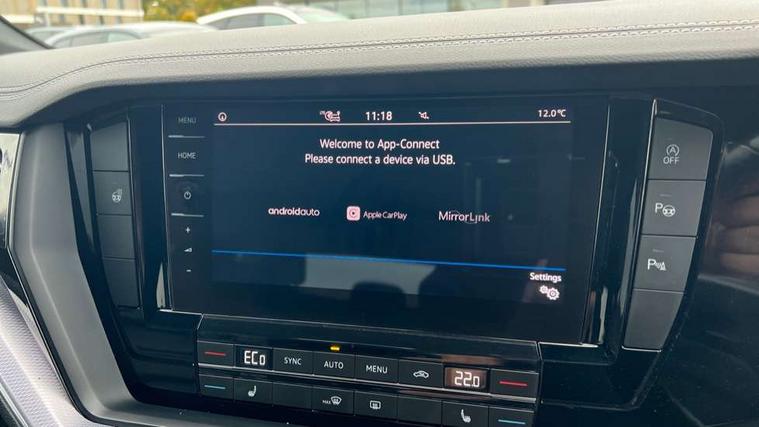 MENU
11:18
12.0°C
Welcome to App-Connect
Please connect a device via USB.
HOME
androidauto
Apple CarPlay
MirrorLink
+
-
Settings
A
OFF
P
P
ECo
SYNC
AUTO
MENU
22.0
MAX